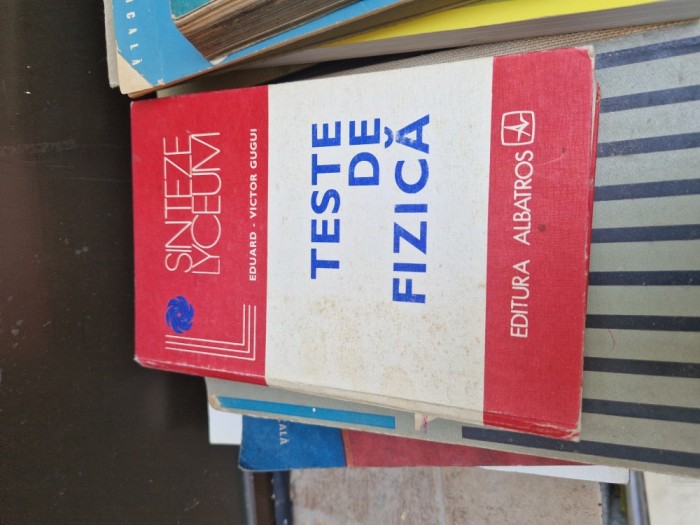 SINTEZE
LYCEUM
EDUARD - VICTOR GUGUI
TESTE
DE
FIZICĂ
EDITURA ALBATROS